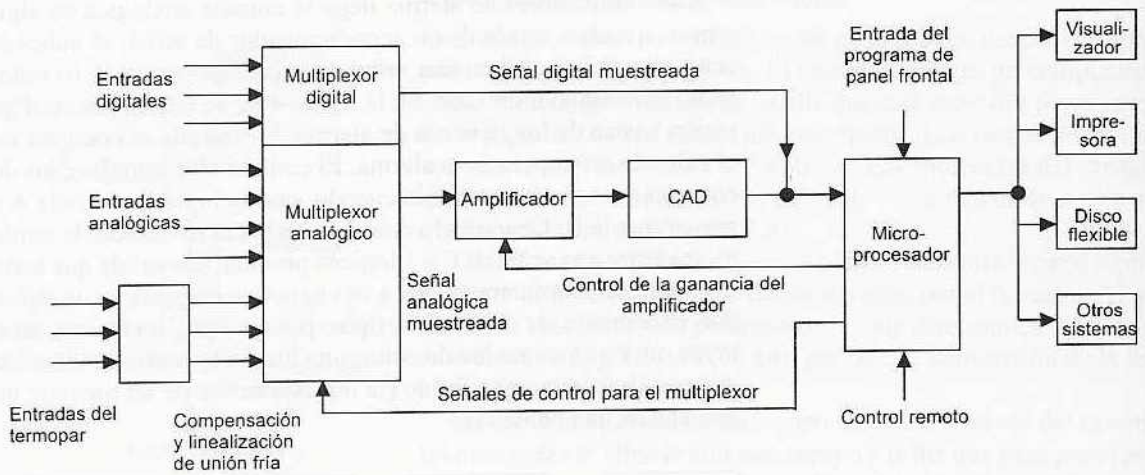 Entradas
digitales
Multiplexor
digital
Señal digital muestreada
Entrada del
programa de
panel frontal
Visuali-
zador
Impre-
sora
Entradas
analógicas
Multiplexor
analógico
Amplificador
CAD
Micro-
procesador
Disco
flexible
Otros
sistemas
Señal
analógica
muestreada
Control de la ganancia del
amplificador
Señales de control para el multiplexor
Control remoto
Entradas del
termopar
Compensación
y linealización
de unión fría